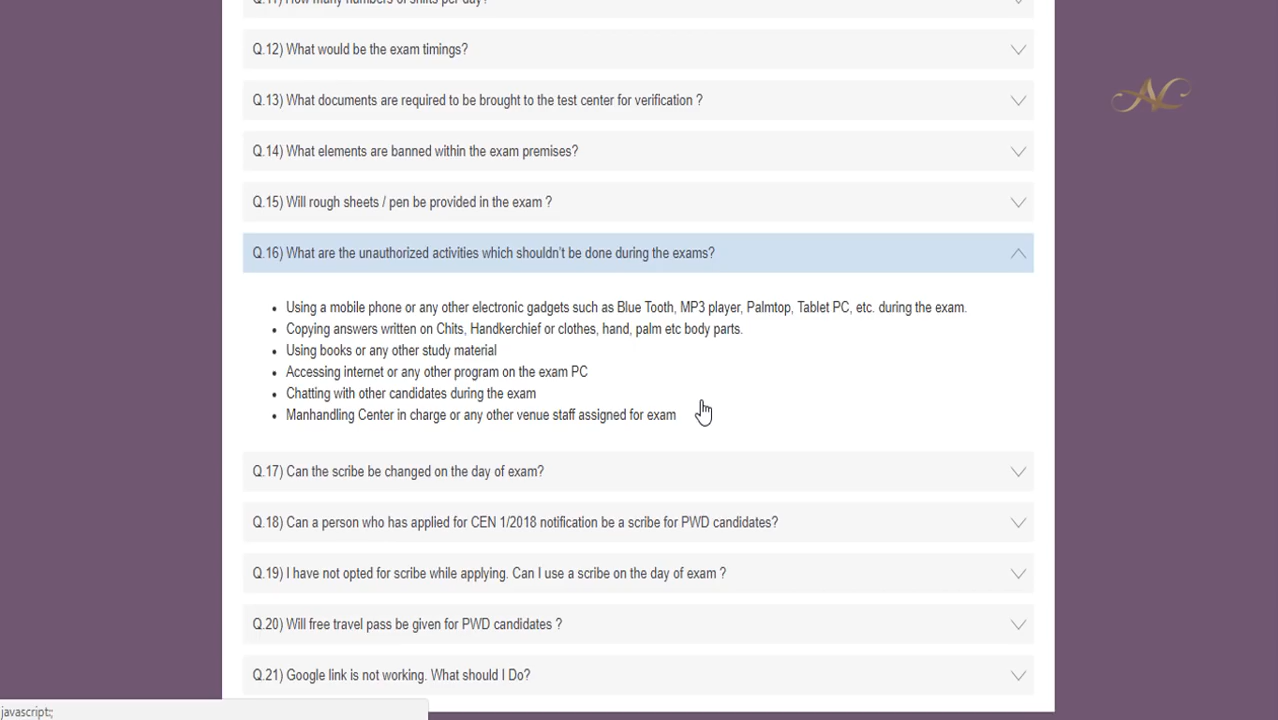 Q.11) How many numbers of shifts per day?
Q.12) What would be the exam timings?
Q.13) What documents are required to be brought to the test center for verification ?
Q.14) What elements are banned within the exam premises?
Q.15) Will rough sheets / pen be provided in the exam ?
Q.16) What are the unauthorized activities which shouldn't be done during the exams?
• Using a mobile phone or any other electronic gadgets such as Blue Tooth, MP3 player, Palmtop, Tablet PC, etc. during the exam.
• Copying answers written on Chits, Handkerchief or clothes, hand, palm etc body parts.
• Using books or any other study material
• Accessing internet or any other program on the exam PC
• Chatting with other candidates during the exam
• Manhandling Center in charge or any other venue staff assigned for exam
Q.17) Can the scribe be changed on the day of exam?
Q.18) Can a person who has applied for CEN 1/2018 notification be a scribe for PWD candidates?
Q.19) I have not opted for scribe while applying. Can I use a scribe on the day of exam ?
Q.20) Will free travel pass be given for PWD candidates ?
Q.21) Google link is not working. What should I Do?
javascript:;